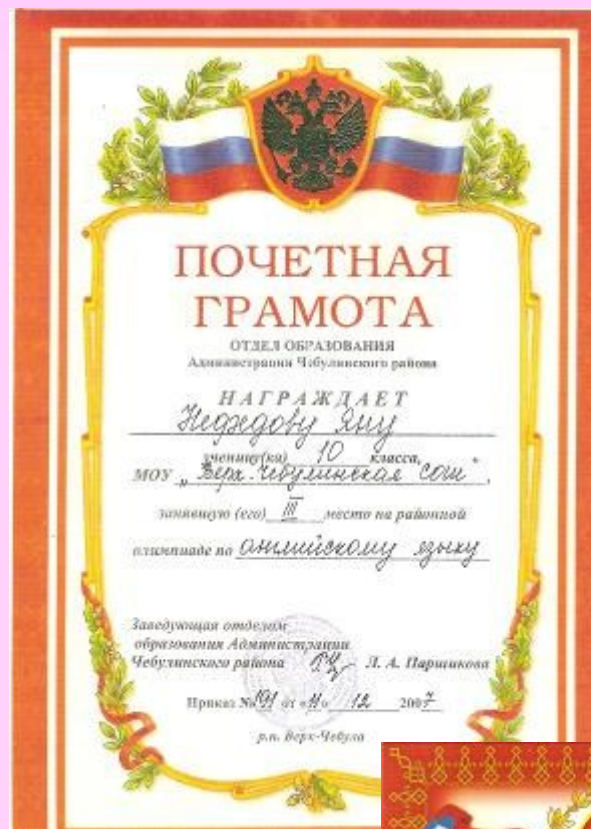 ПОЧЕТНАЯ
ГРАМОТА
ОТДЕЛ ОБРАЗОВАНИЯ
Администрации Чебулинского района
НАГРАЖДАЕТ
Нефедову Яну
ученицу(ка) 10 класса,
МОУ „Верх-Чебулинская сош",
занявшую (его) III место на районной
олимпиаде по английскому языку
Заведующая отделом
образования Администрации
Чебулинского района Л. А. Паршикова
Приказ №191 от «11» 12 2007
р.п. Верх-Чебула